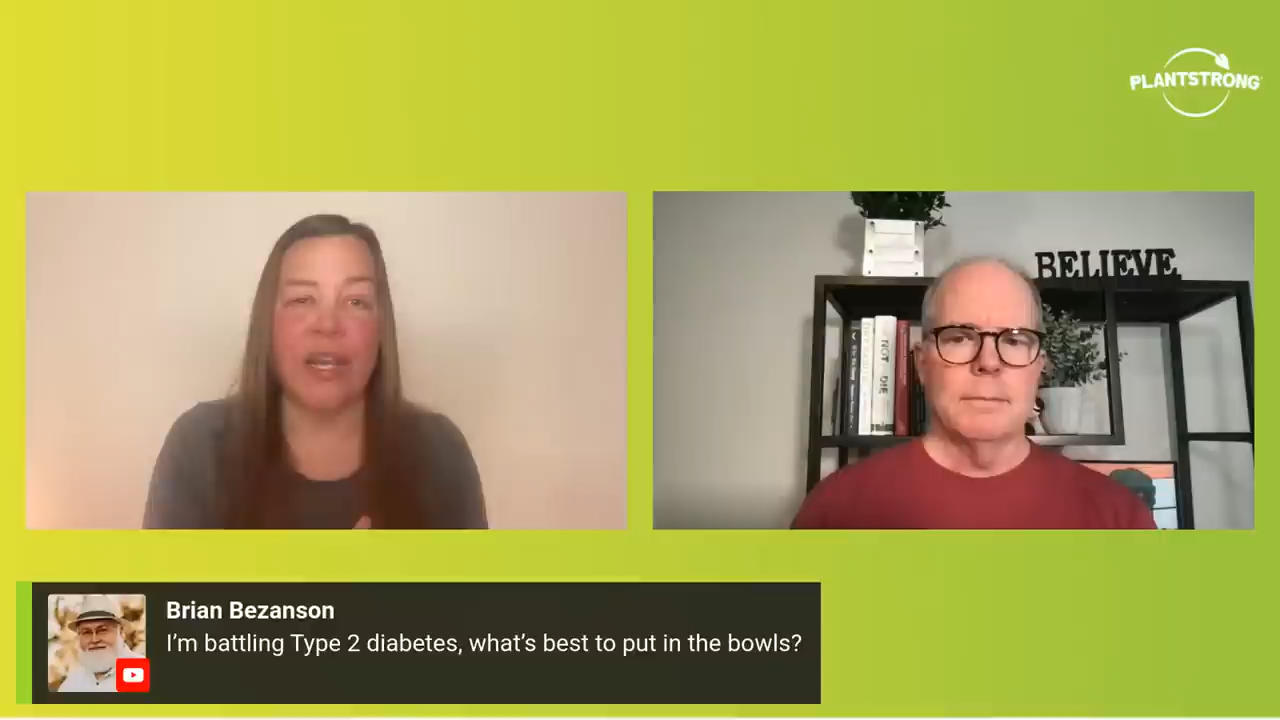 PLANTSTRONG
BELIEVE
NOT DIE
Brian Bezanson
I’m battling Type 2 diabetes, what’s best to put in the bowls?